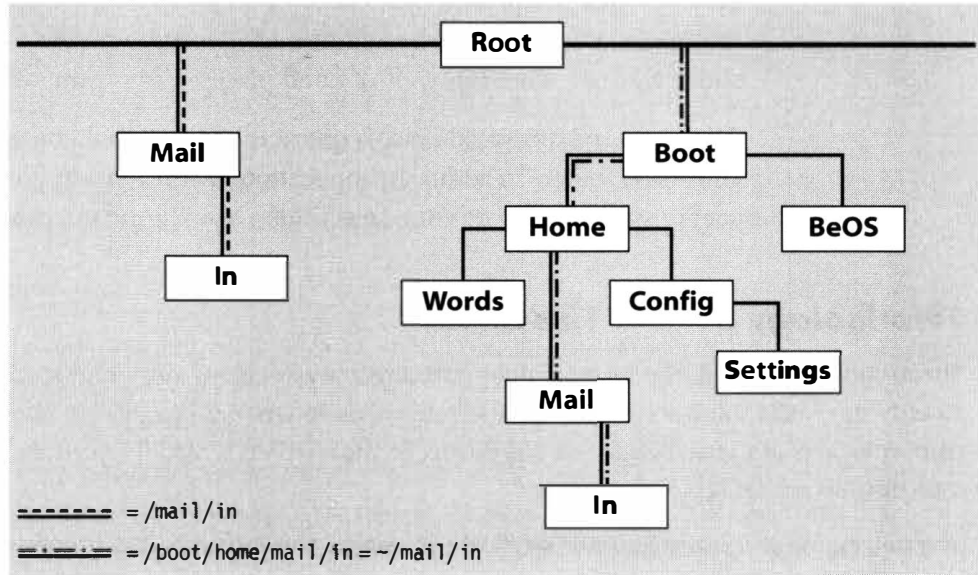 Root
Mail
Boot
Home
BeOS
In
Words
Config
Settings
Mail
In
= /mail/in
= /boot/home/mail/in = ~/mail/in